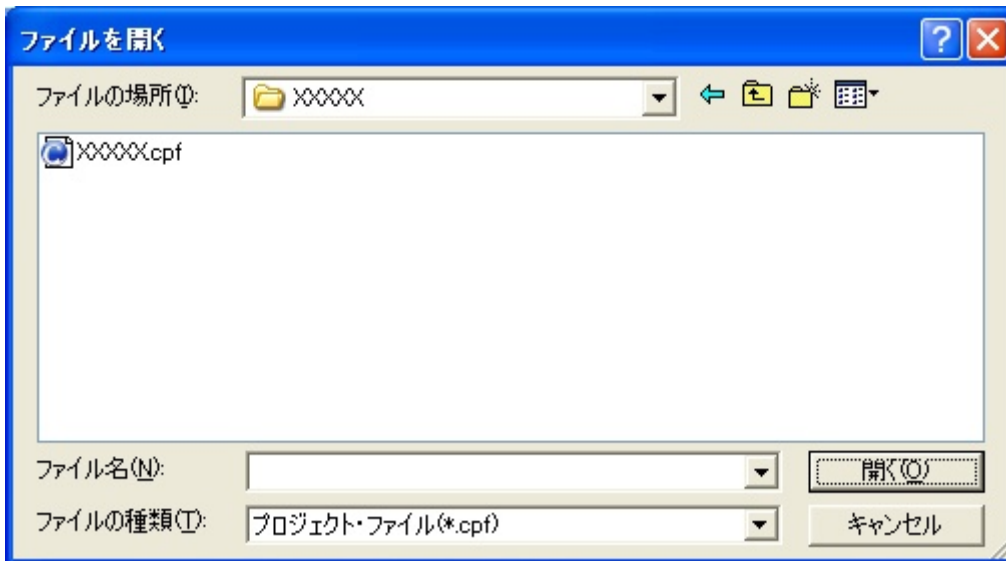 ファイルを開く
ファイルの場所(I): XXXXX
XXXXX.cpf
ファイル名(N): 開く(O)
ファイルの種類(T): プロジェクト・ファイル(*.cpf) キャンセル